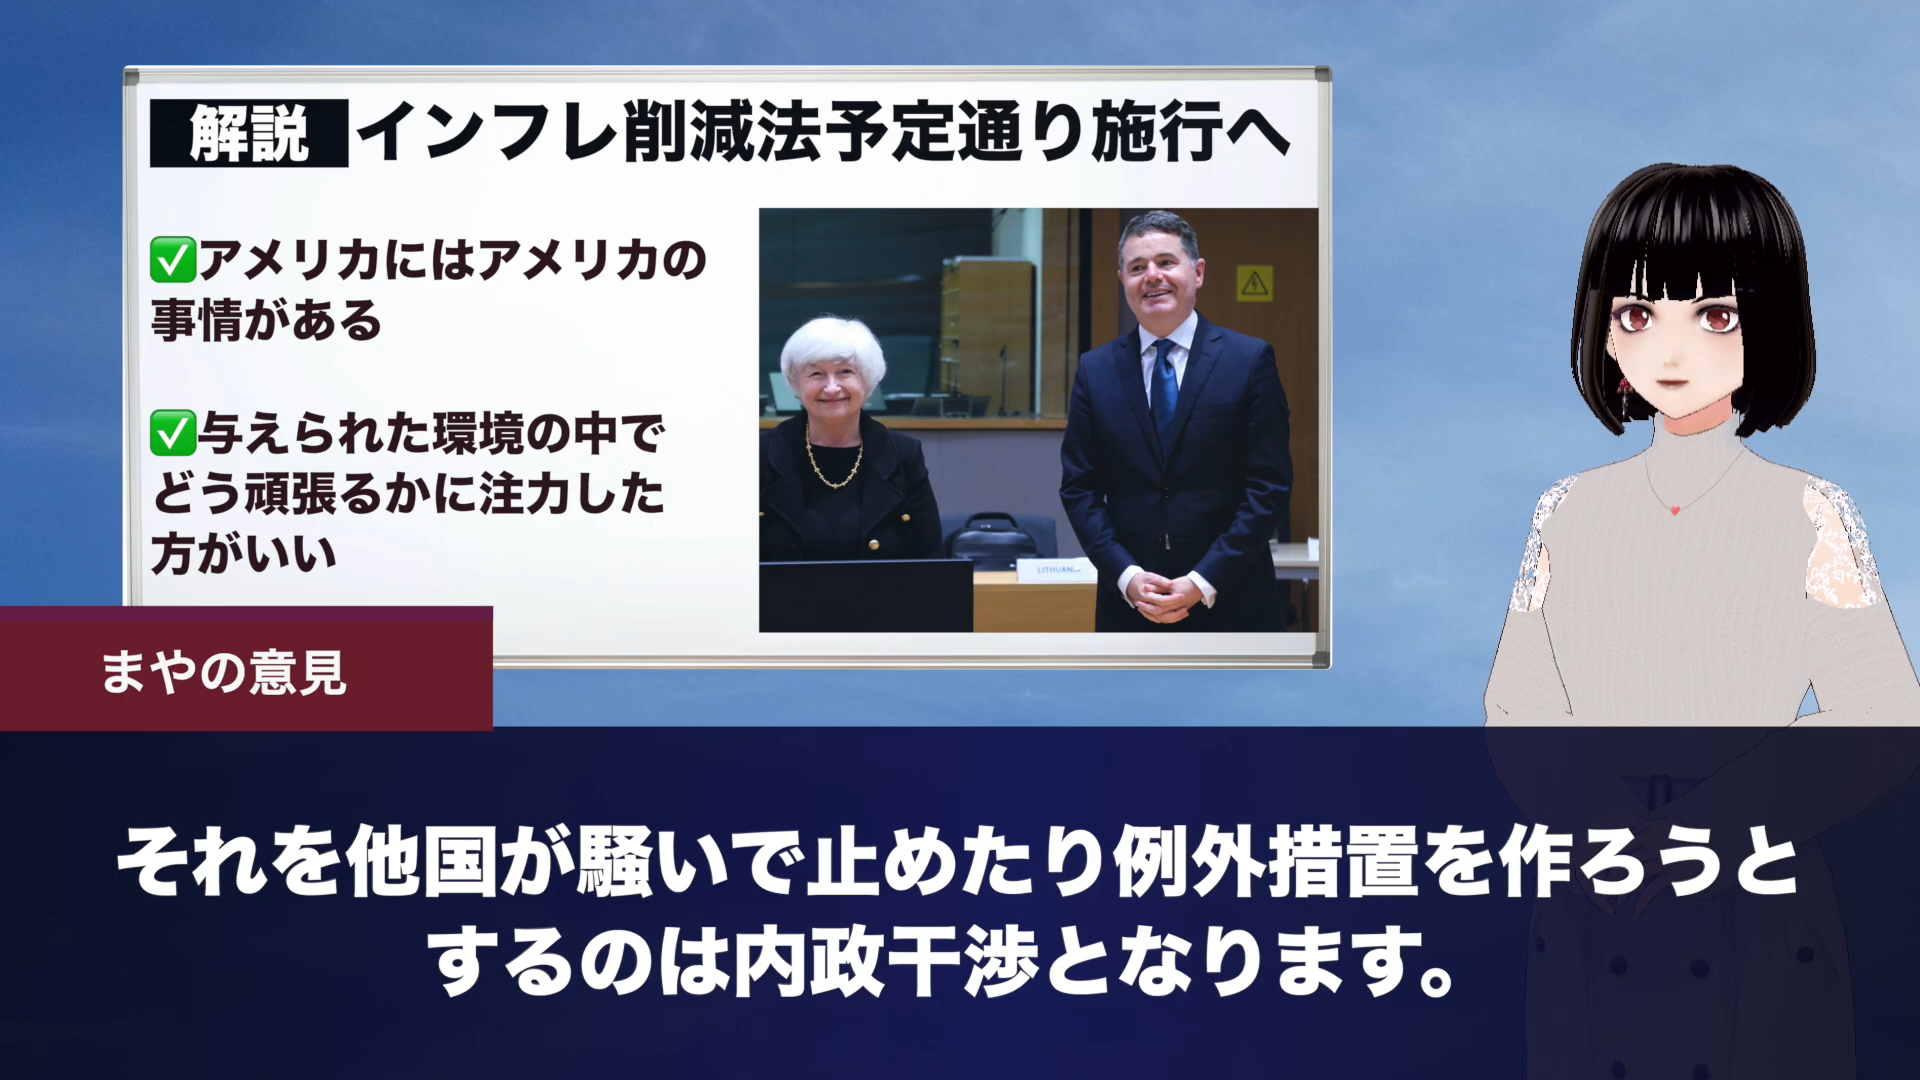 解説 インフレ削減法予定通り施行へ
✅アメリカにはアメリカの
事情がある
✅与えられた環境の中で
どう頑張るかに注力した
方がいい
まやの意見
それを他国が騒いで止めたり例外措置を作ろうと
するのは内政干渉となります。